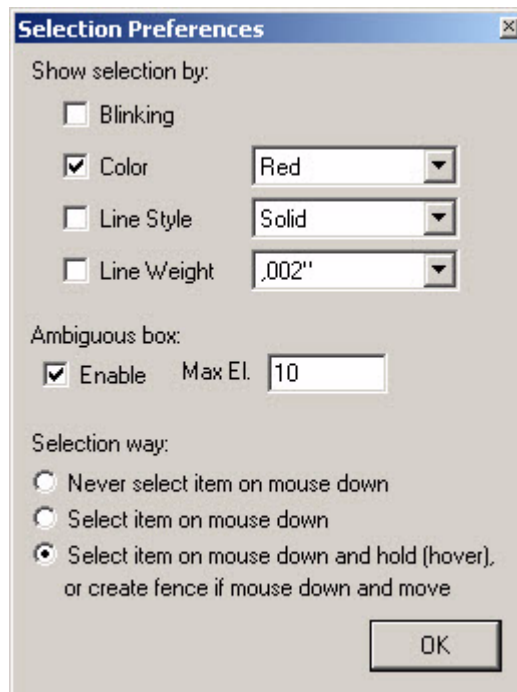 Selection Preferences
Show selection by:
Blinking
Color Red
Line Style Solid
Line Weight ,002"
Ambiguous box:
Enable Max El. 10
Selection way:
Never select item on mouse down
Select item on mouse down
Select item on mouse down and hold (hover),
or create fence if mouse down and move
OK